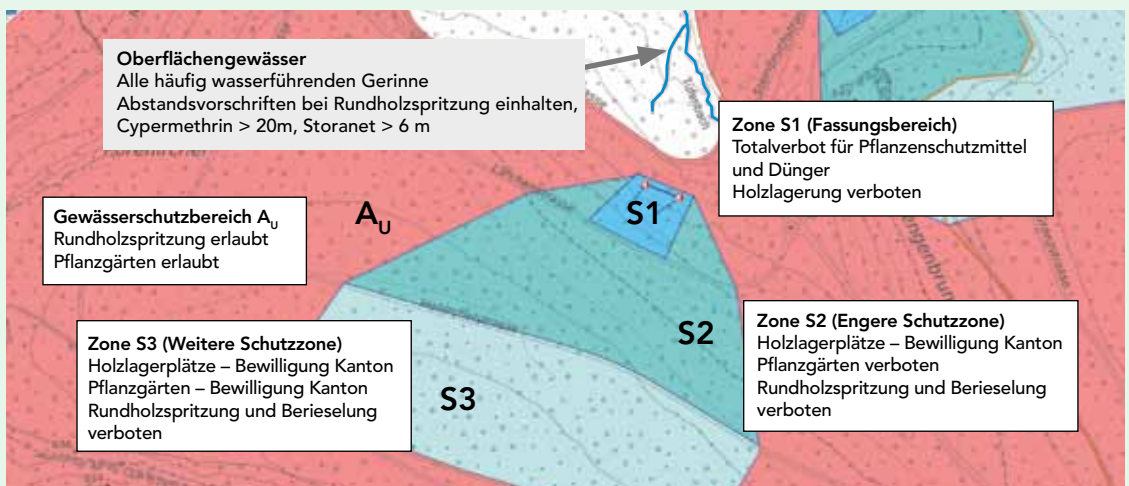 Oberflächengewässer
Alle häufig wasserführenden Gerinne
Abstandsvorschriften bei Rundholzspritzung einhalten,
Cypermethrin > 20m, Storanet > 6 m
Zone S1 (Fassungsbereich)
Totalverbot für Pflanzenschutzmittel
und Dünger
Holzlagerung verboten
S1
Gewässerschutzbereich AU
Rundholzspritzung erlaubt
Pflanzgärten erlaubt
AU
Zone S2 (Engere Schutzzone)
Holzlagerplätze – Bewilligung Kanton
Pflanzgärten verboten
Rundholzspritzung und Berieselung
verboten
S2
Zone S3 (Weitere Schutzzone)
Holzlagerplätze – Bewilligung Kanton
Pflanzgärten – Bewilligung Kanton
Rundholzspritzung und Berieselung
verboten
S3